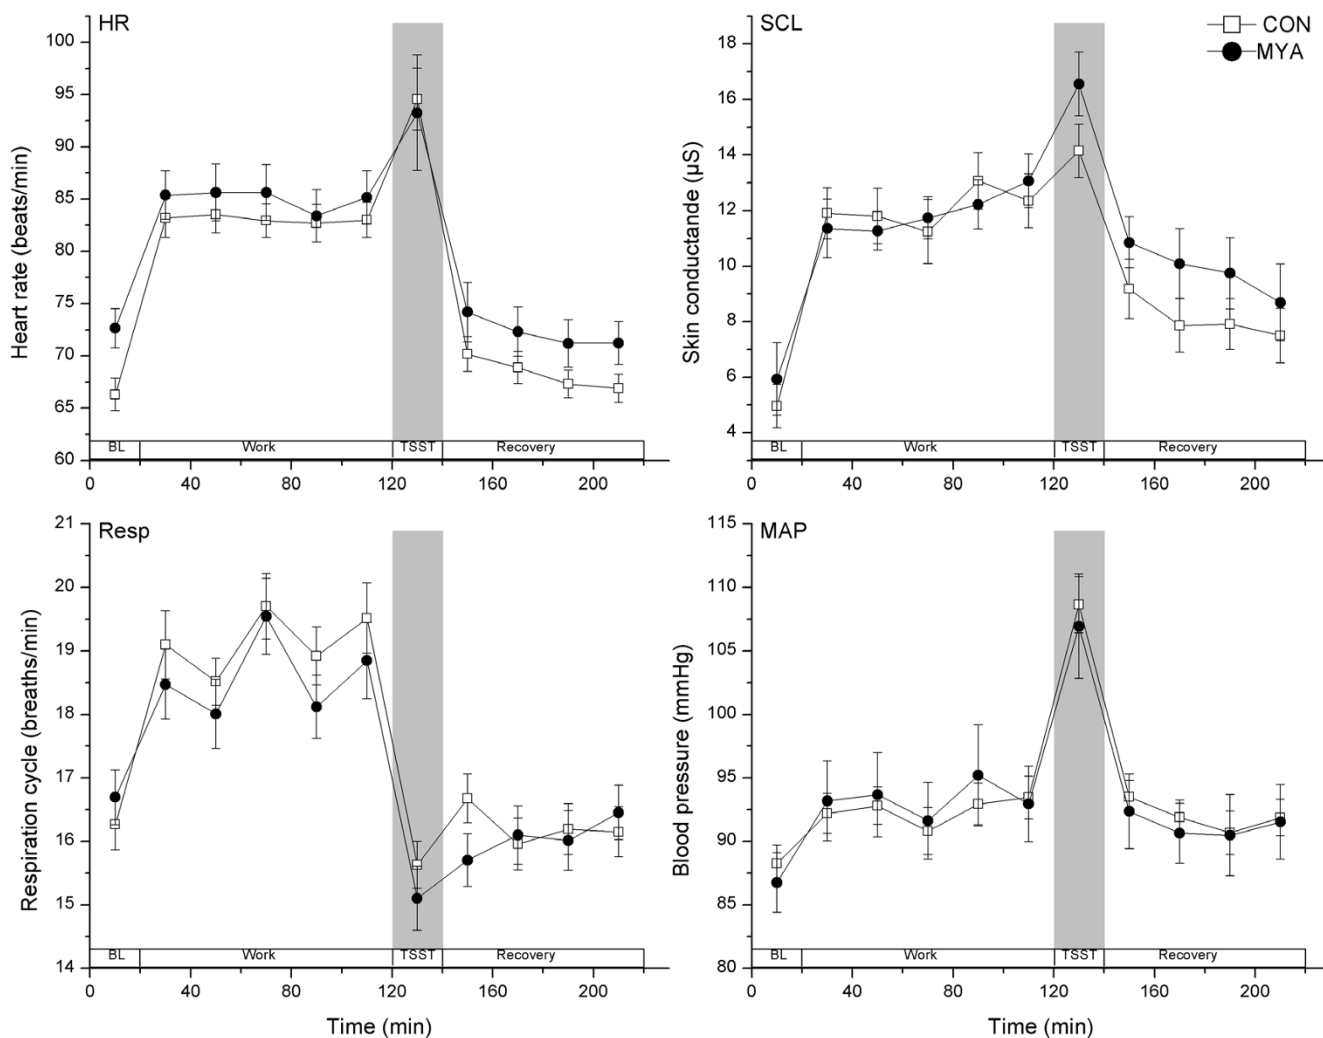 HR
Heart rate (beats/min)
100
95
90
85
80
75
70
65
60
BL Work TSST Recovery
0 40 80 120 160 200
SCL
CON
MYA
Skin conductande (µS)
18
16
14
12
10
8
6
4
BL Work TSST Recovery
0 40 80 120 160 200
Resp
Respiration cycle (breaths/min)
21
20
19
18
17
16
15
14
BL Work TSST Recovery
0 40 80 120 160 200
Time (min)
MAP
Blood pressure (mmHg)
115
110
105
100
95
90
85
80
BL Work TSST Recovery
0 40 80 120 160 200
Time (min)